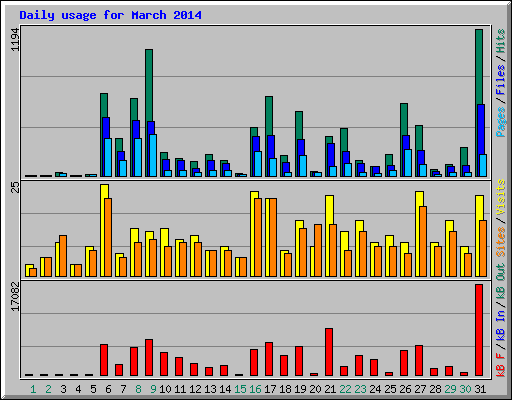 Daily usage for March 2014
1194
Pages / Files / Hits
25
Sites / Visits
17082
kB F / kB In / kB Out
1 2 3 4 5 6 7 8 9 10 11 12 13 14 15 16 17 18 19 20 21 22 23 24 25 26 27 28 29 30 31